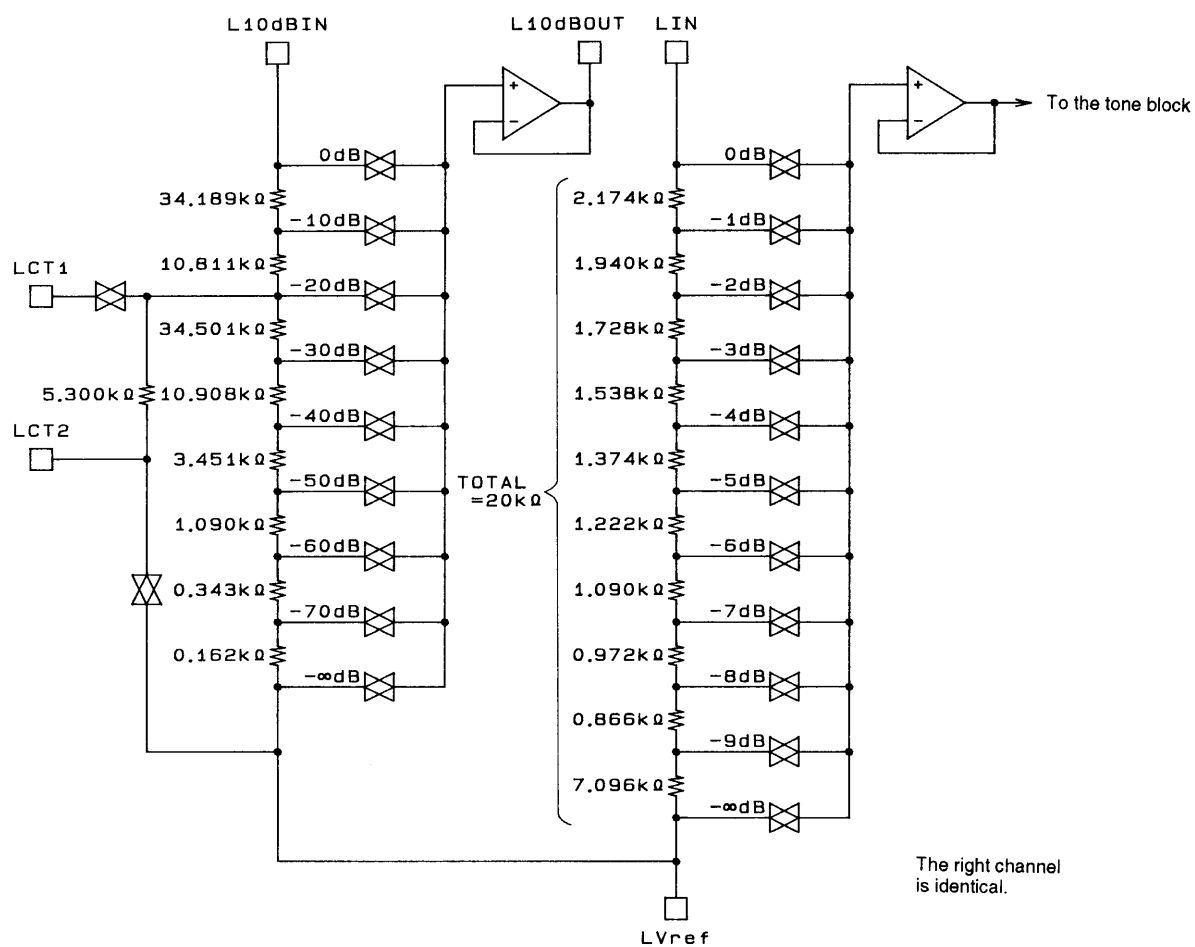 L10dBIN
L10dBOUT
LIN
+
−
+
−
To the tone block
0dB
0dB
34.189kΩ
2.174kΩ
−10dB
−1dB
10.811kΩ
1.940kΩ
LCT1
−20dB
−2dB
34.501kΩ
1.728kΩ
−30dB
−3dB
5.300kΩ
10.908kΩ
1.538kΩ
−40dB
−4dB
LCT2
3.451kΩ
1.374kΩ
TOTAL
=20kΩ
−50dB
−5dB
1.090kΩ
1.222kΩ
−60dB
−6dB
0.343kΩ
1.090kΩ
−70dB
−7dB
0.162kΩ
0.972kΩ
−∞dB
−8dB
0.866kΩ
−9dB
7.096kΩ
−∞dB
The right channel
is identical.
LVref